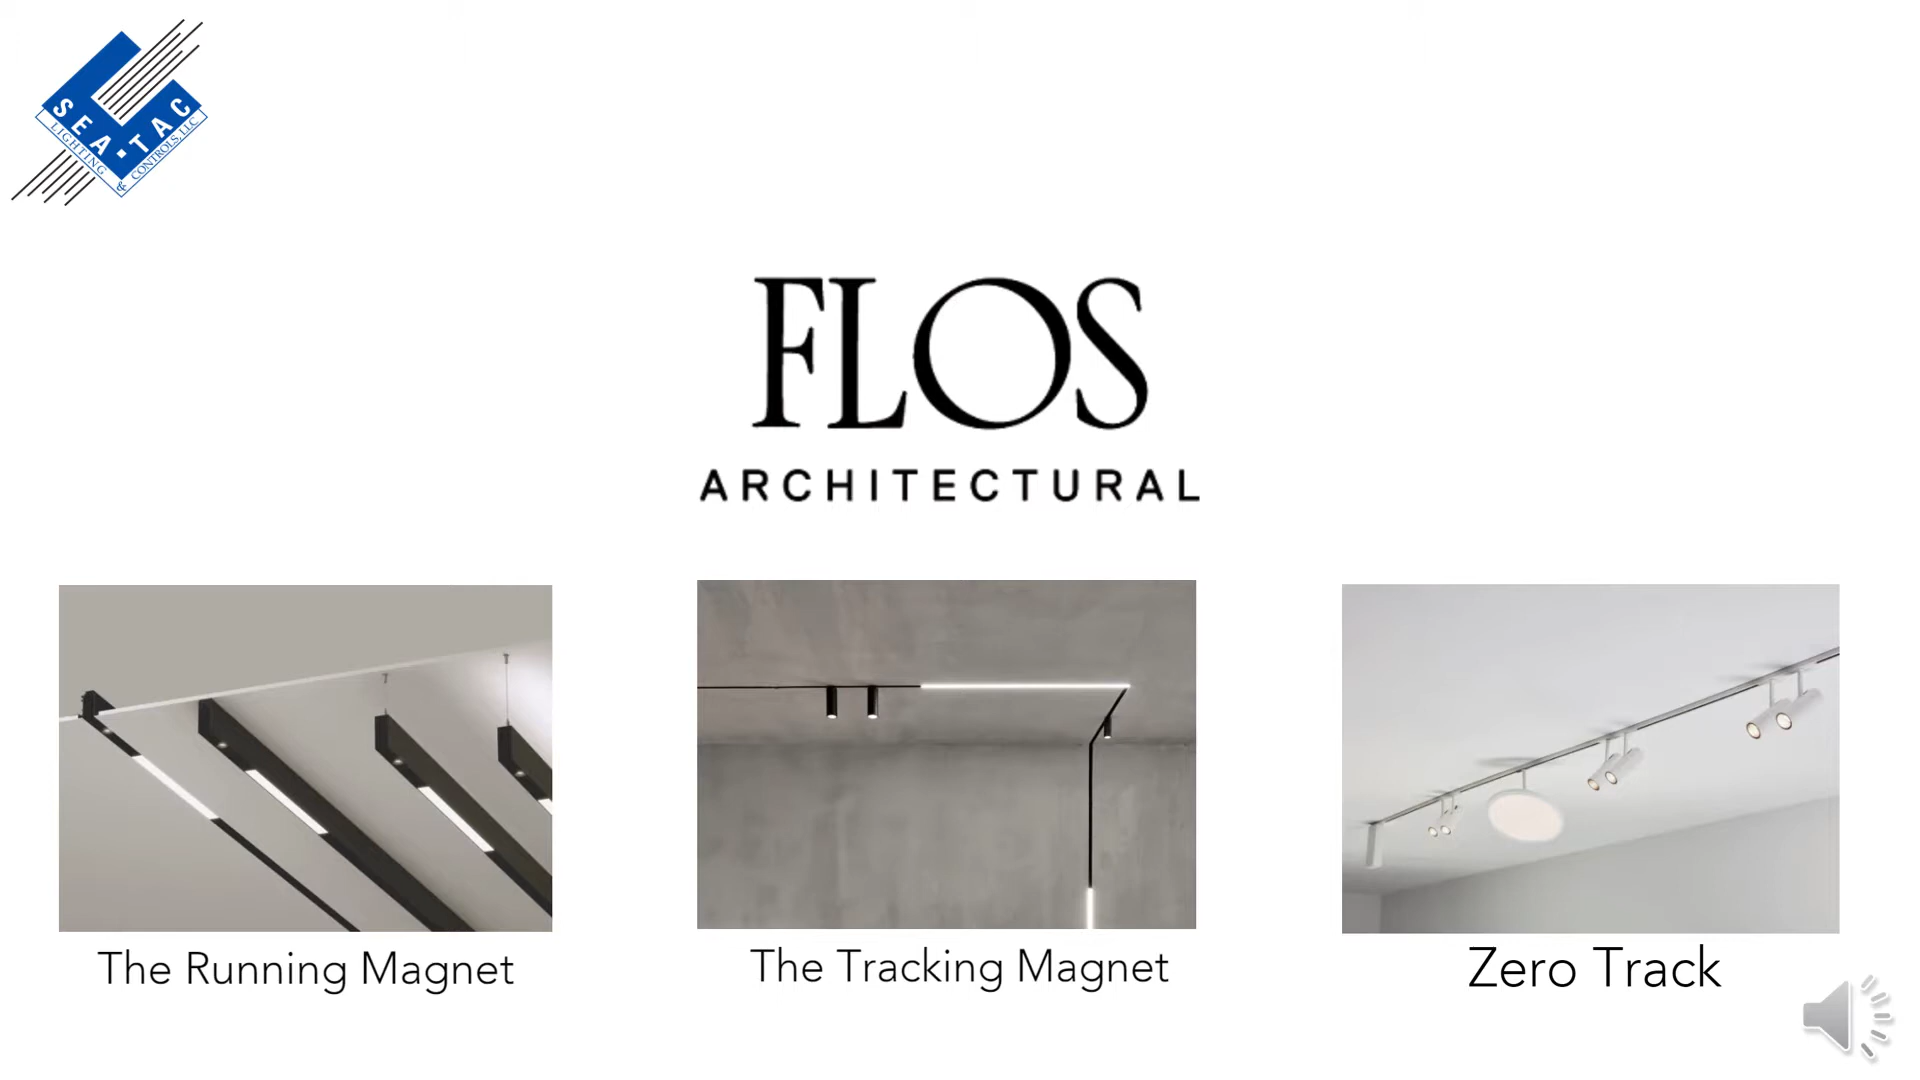 SEA·TAC
LIGHTING & CONTROLS, LLC
FLOS
ARCHITECTURAL
The Running Magnet
The Tracking Magnet
Zero Track